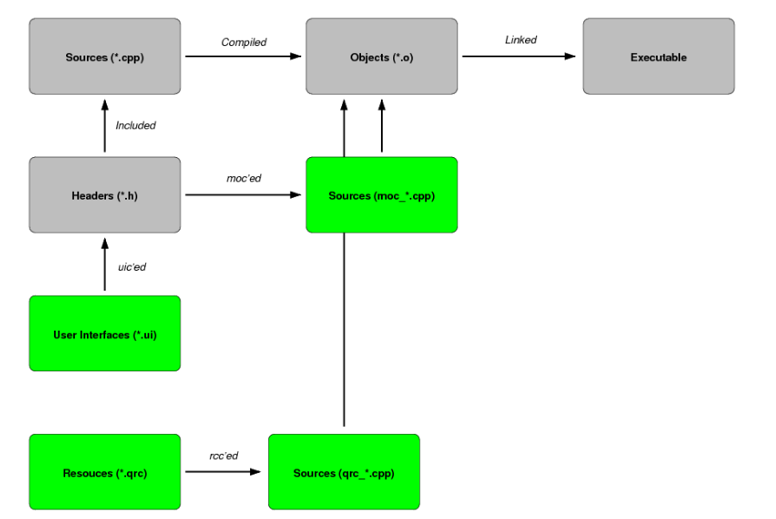 Sources (*.cpp)
Compiled
Objects (*.o)
Linked
Executable
Included
Headers (*.h)
moc'ed
Sources (moc_*.cpp)
uic'ed
User Interfaces (*.ui)
Resouces (*.qrc)
rcc'ed
Sources (qrc_*.cpp)